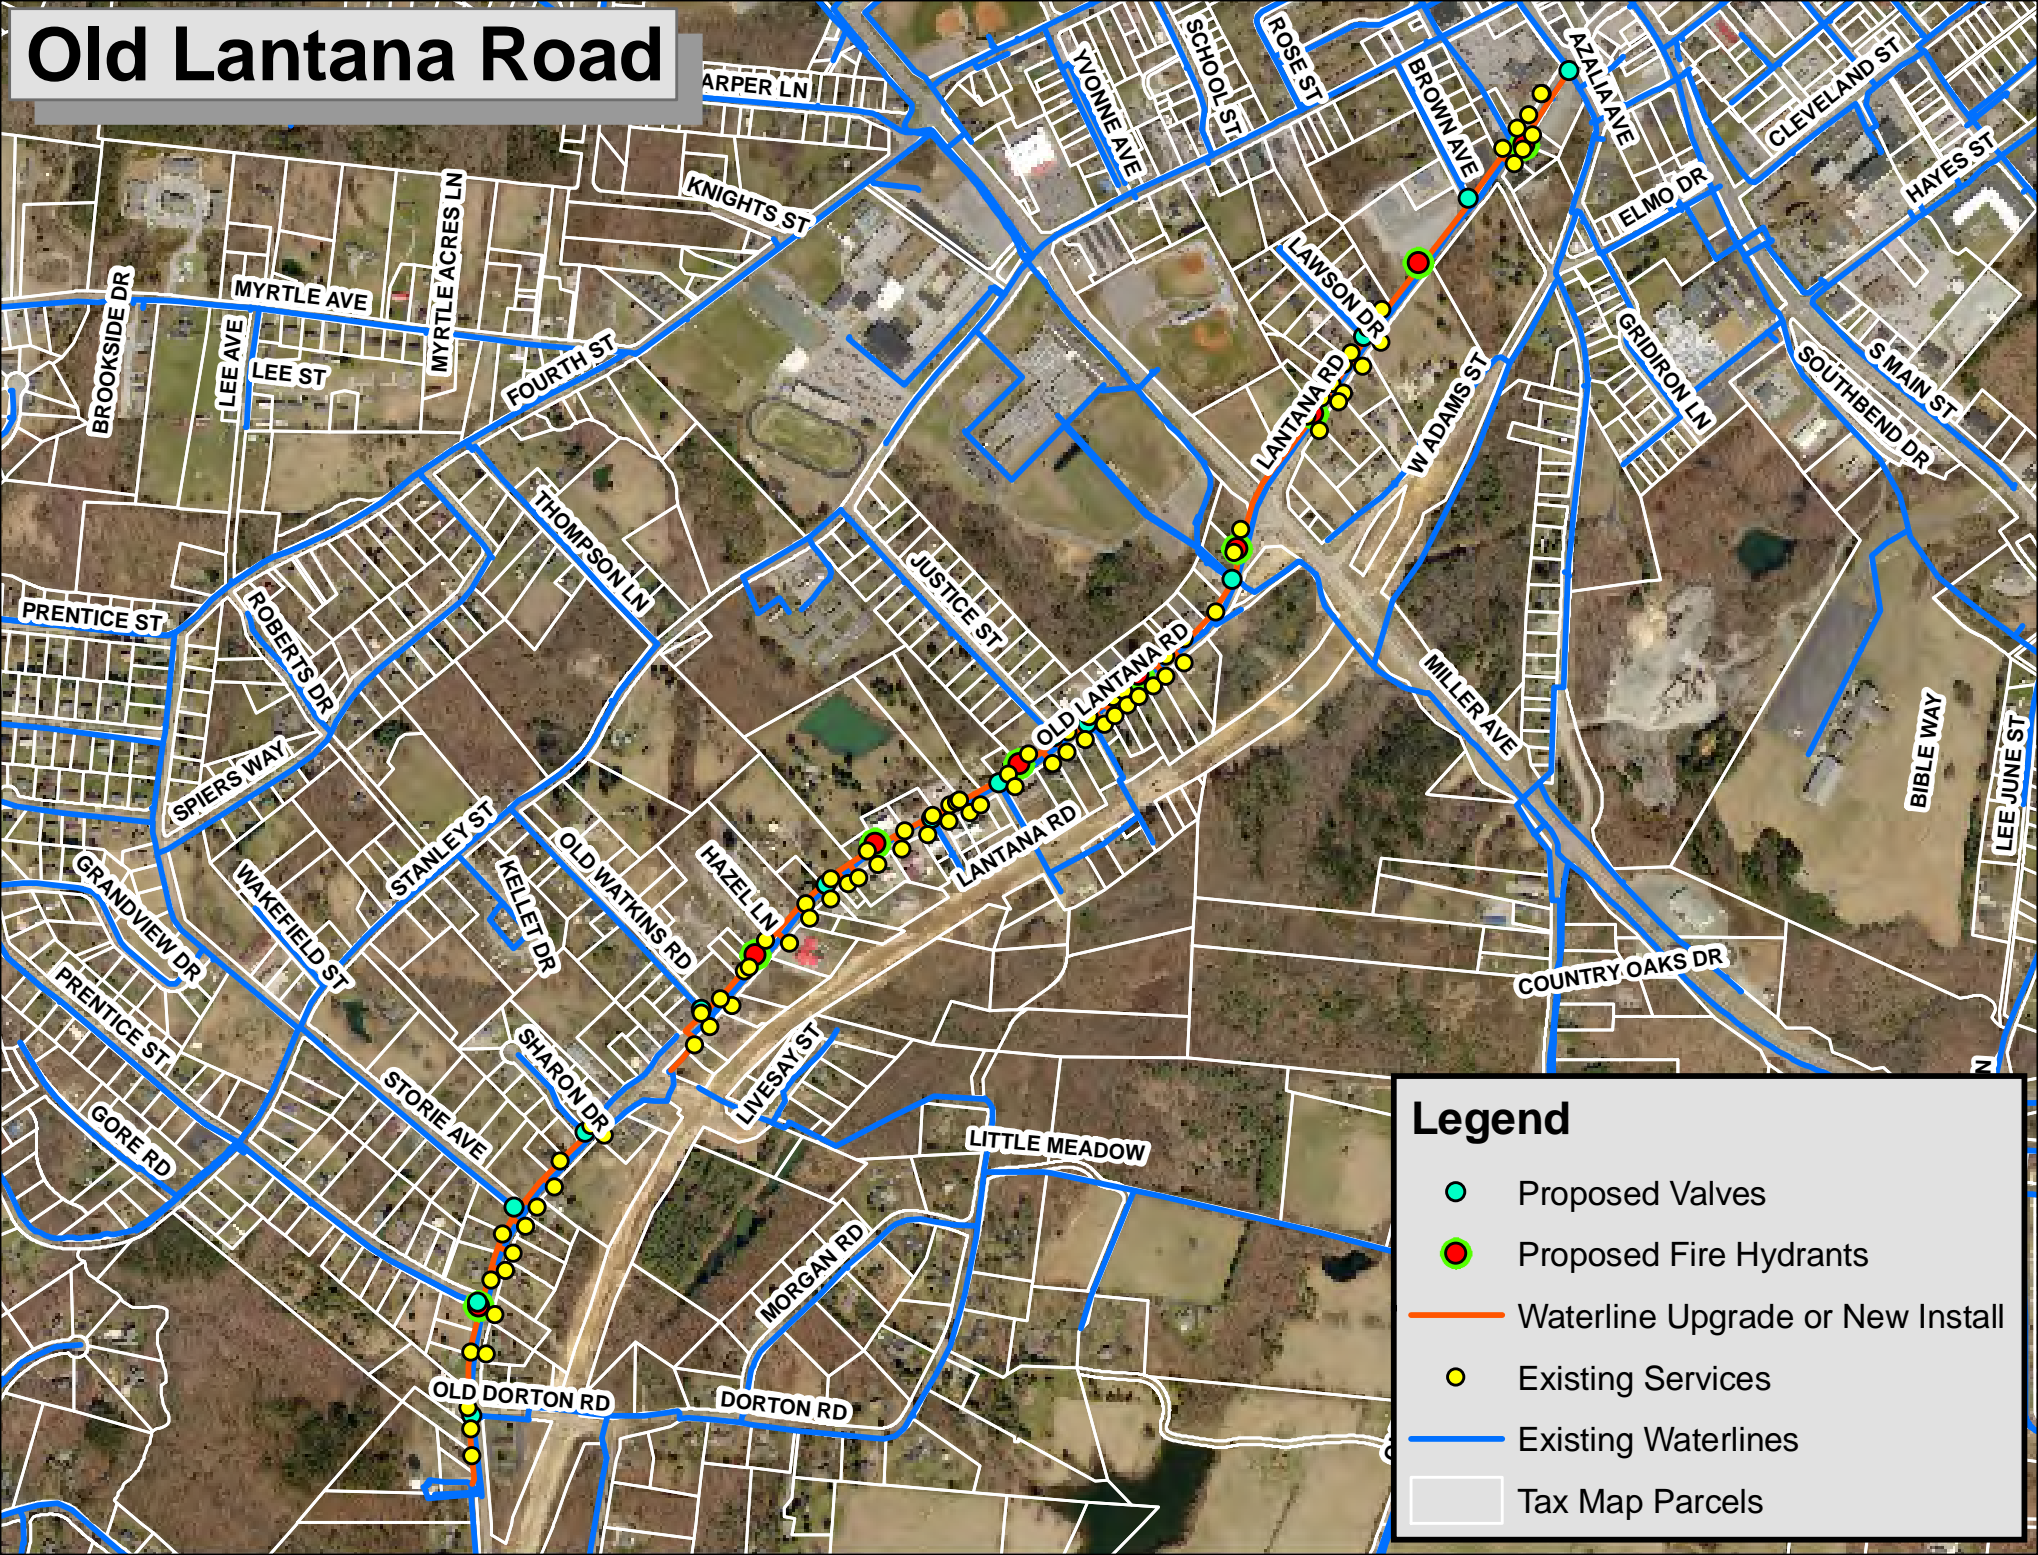 Old Lantana Road
ARPER LN
YVONNE AVE
SCHOOL ST
ROSE ST
BROWN AVE
AZALIA AVE
CLEVELAND ST
HAYES ST
ELMO DR
KNIGHTS ST
MYRTLE ACRES LN
MYRTLE AVE
BROOKSIDE DR
LEE AVE
LEE ST
FOURTH ST
LAWSON DR
LANTANA RD
W ADAMS ST
GRIDIRON LN
S MAIN ST
SOUTHBEND DR
THOMPSON LN
JUSTICE ST
PRENTICE ST
ROBERTS DR
OLD LANTANA RD
MILLER AVE
BIBLE WAY
LEE JUNE ST
SPIERS WAY
STANLEY ST
OLD WATKINS RD
HAZEL LN
LANTANA RD
GRANDVIEW DR
WAKEFIELD ST
KELLET DR
COUNTRY OAKS DR
PRENTICE ST
SHARON DR
LIVESAY ST
STORIE AVE
GORE RD
LITTLE MEADOW
MORGAN RD
OLD DORTON RD
DORTON RD
N
Legend
Proposed Valves
Proposed Fire Hydrants
Waterline Upgrade or New Install
Existing Services
Existing Waterlines
Tax Map Parcels